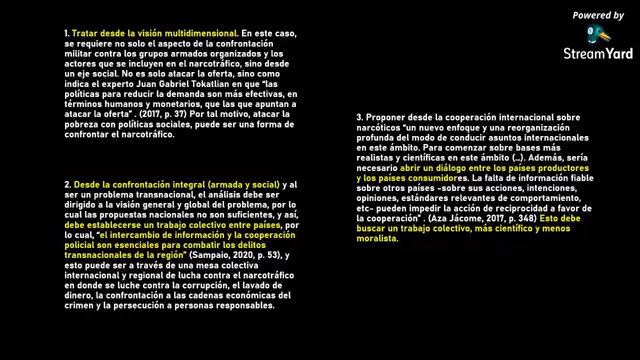 Powered by
StreamYard
1. Tratar desde la visión multidimensional. En este caso,
se requiere no solo el aspecto de la confrontación
militar contra los grupos armados organizados y los
actores que se incluyen en el narcotráfico, sino desde
un eje social. No es solo atacar la oferta, sino como
indica el experto Juan Gabriel Tokatlian en que “las
políticas para reducir la demanda son más efectivas, en
términos humanos y monetarios, que las que apuntan a
atacar la oferta” . (2017, p. 37) Por tal motivo, atacar la
pobreza con políticas sociales, puede ser una forma de
confrontar el narcotráfico.
2. Desde la confrontación integral (armada y social) y al
ser un problema transnacional, el análisis debe ser
dirigido a la visión general y global del problema, por
lo cual las propuestas nacionales no son suficientes, y así,
debe establecerse un trabajo colectivo entre países, por
lo cual, “el intercambio de información y la cooperación
policial son esenciales para combatir los delitos
transnacionales de la región” (Sampaio, 2020, p. 53), y
esto puede ser a través de una mesa colectiva
internacional y regional de lucha contra el narcotráfico
en donde se luche contra la corrupción, el lavado de
dinero, la confrontación a las cadenas económicas del
crimen y la persecución a personas responsables.
3. Proponer desde la cooperación internacional sobre
narcóticos “un nuevo enfoque y una reorganización
profunda del modo de conducir asuntos internacionales
en este ámbito. Para comenzar sobre bases más
realistas y científicas en este ámbito (...). Además, sería
necesario abrir un diálogo entre los países productores
y los países consumidores. La falta de información fiable
sobre otros países -sobre sus acciones, intenciones,
opiniones, estándares relevantes de comportamiento,
etc- pueden impedir la acción de reciprocidad a favor de
la cooperación” . (Aza Jácome, 2017, p. 348) Esto debe
buscar un trabajo colectivo, más científico y menos
moralista.